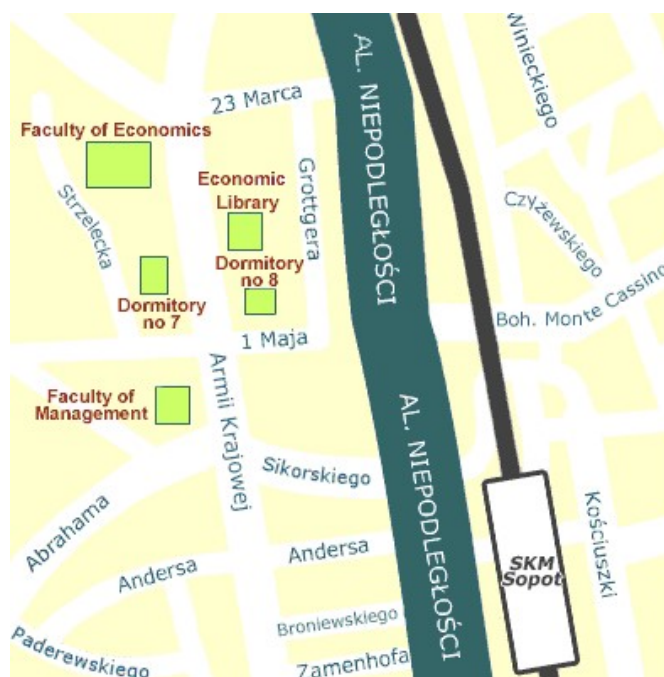 AL. NIEPODLEGŁOŚCI
Winieckiego
23 Marca
Faculty of Economics
Grottgera
Economic
Library
Strzelecka
Czyżewskiego
Dormitory
no 8
Dormitory
no 7
Boh. Monte Cassino
1 Maja
Armii Krajowej
Faculty of
Management
AL. NIEPODLEGŁOŚCI
Sikorskiego
Abrahama
Kościuszki
Andersa
Andersa
SKM
Sopot
Broniewskiego
Paderewskiego
Zamenhofa